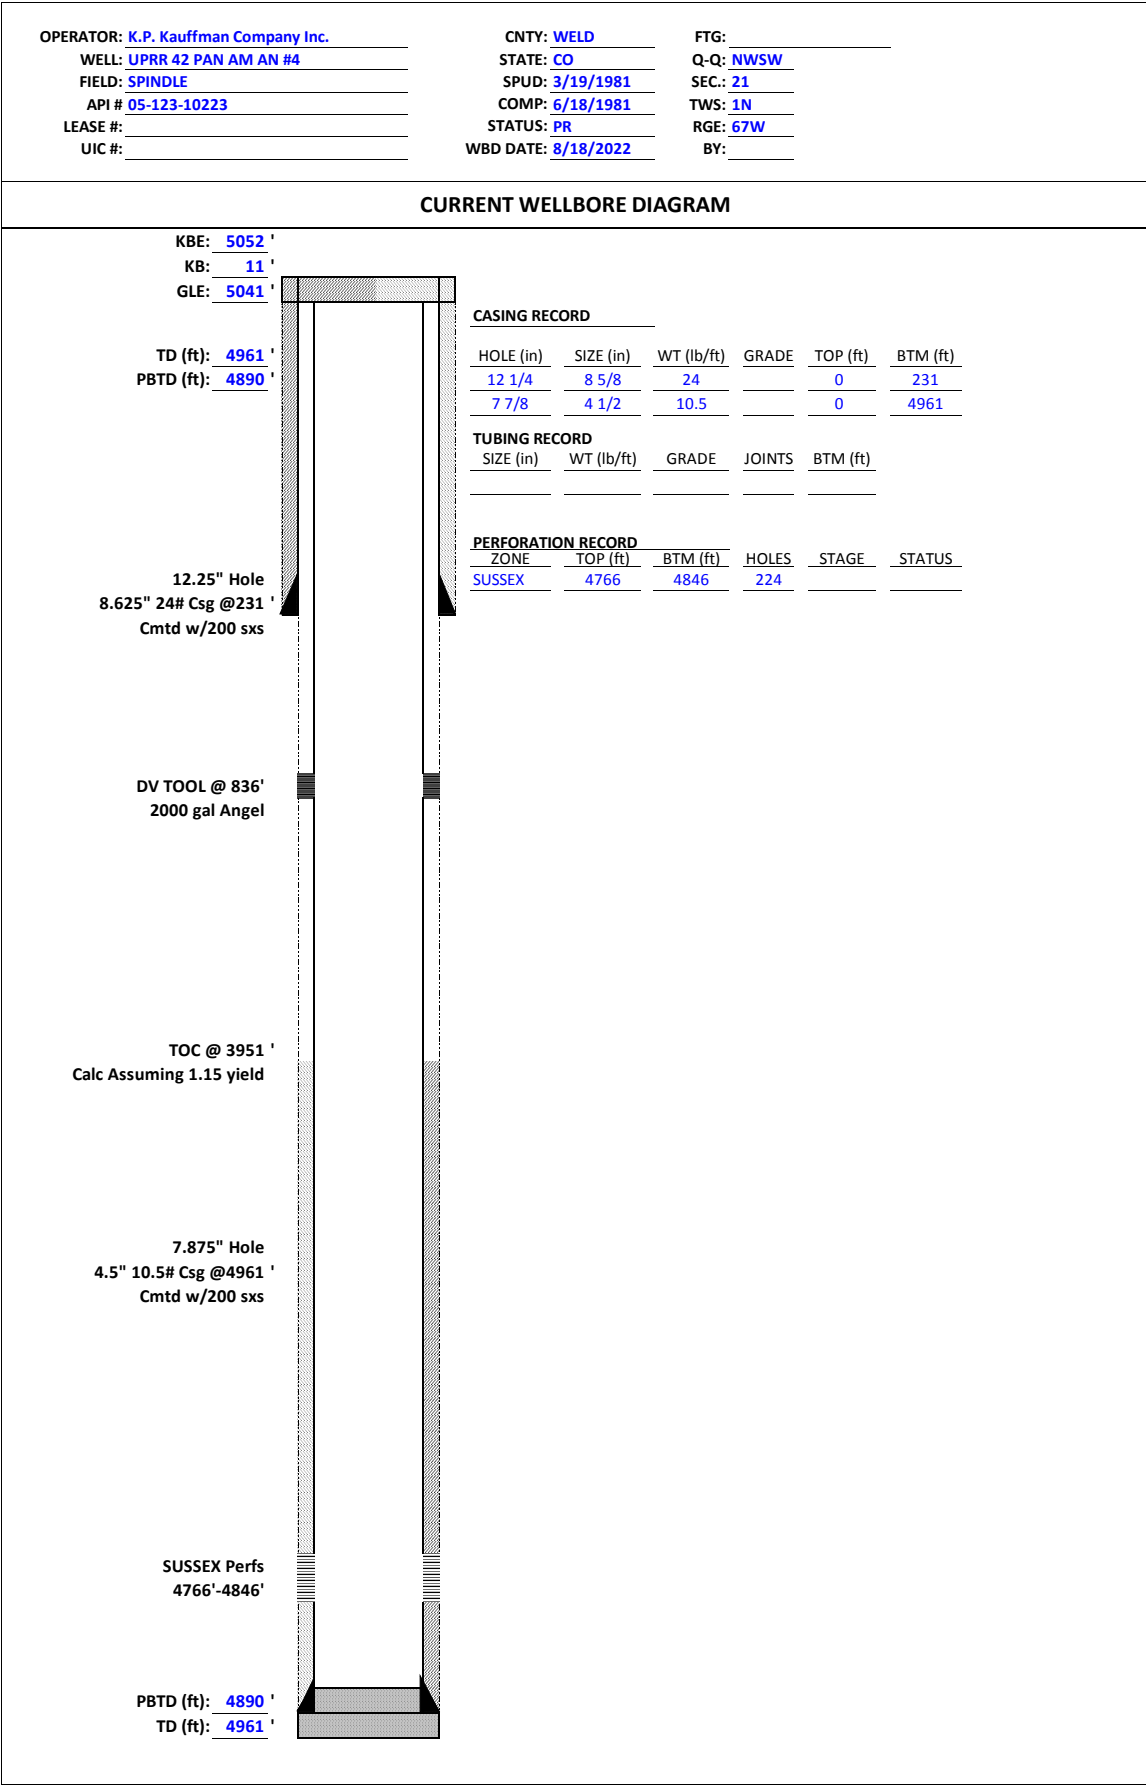 OPERATOR: K.P. Kauffman Company Inc. CNTY: WELD FTG:
WELL: UPRR 42 PAN AM AN #4 STATE: CO Q-Q: NWSW
FIELD: SPINDLE SPUD: 3/19/1981 SEC.: 21
API # 05-123-10223 COMP: 6/18/1981 TWS: 1N
LEASE #: STATUS: PR RGE: 67W
UIC #: WBD DATE: 8/18/2022 BY:
CURRENT WELLBORE DIAGRAM
KBE: 5052 '
KB: 11 '
GLE: 5041 '
CASING RECORD
TD (ft): 4961 ' HOLE (in) SIZE (in) WT (lb/ft) GRADE TOP (ft) BTM (ft)
PBTD (ft): 4890 ' 12 1/4 8 5/8 24 0 231
7 7/8 4 1/2 10.5 0 4961
TUBING RECORD
SIZE (in) WT (lb/ft) GRADE JOINTS BTM (ft)
PERFORATION RECORD
ZONE TOP (ft) BTM (ft) HOLES STAGE STATUS
12.25" Hole SUSSEX 4766 4846 224
8.625" 24# Csg @231 '
Cmtd w/200 sxs
DV TOOL @ 836'
2000 gal Angel
TOC @ 3951 '
Calc Assuming 1.15 yield
7.875" Hole
4.5" 10.5# Csg @4961 '
Cmtd w/200 sxs
SUSSEX Perfs
4766'-4846'
PBTD (ft): 4890 '
TD (ft): 4961 '